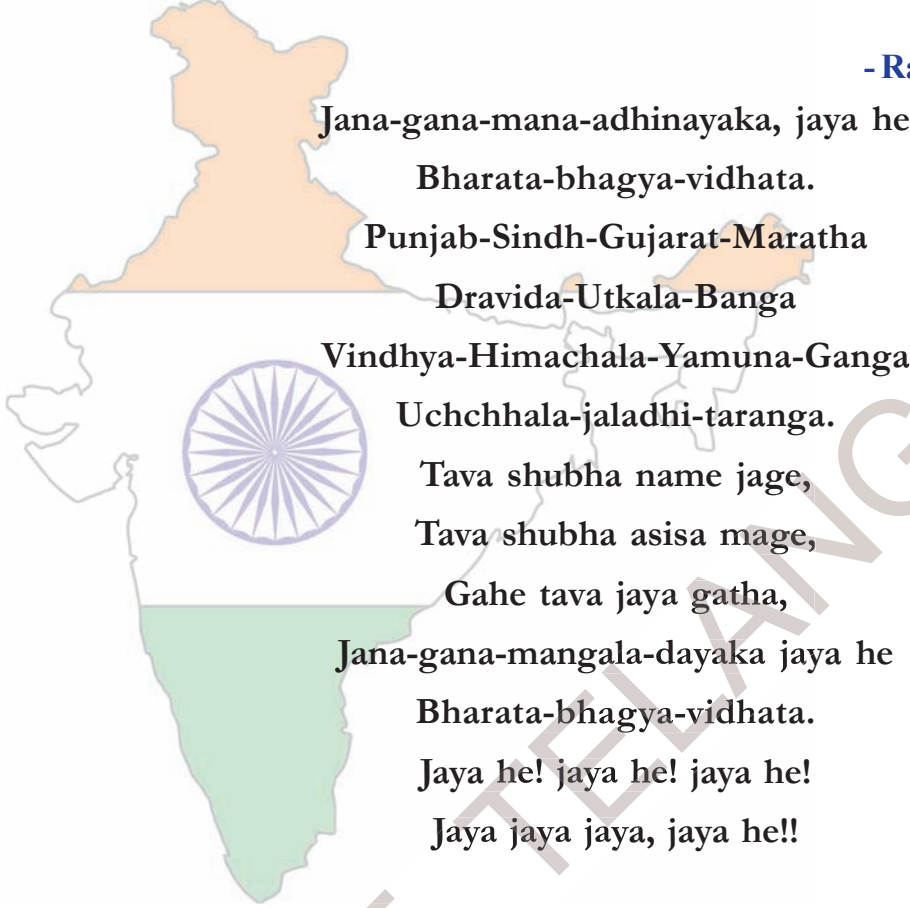 - Ra
Jana-gana-mana-adhinayaka, jaya he
Bharata-bhagya-vidhata.
Punjab-Sindh-Gujarat-Maratha
Dravida-Utkala-Banga
Vindhya-Himachala-Yamuna-Ganga
Uchchhala-jaladhi-taranga.
Tava shubha name jage,
Tava shubha asisa mage,
Gahe tava jaya gatha,
Jana-gana-mangala-dayaka jaya he
Bharata-bhagya-vidhata.
Jaya he! jaya he! jaya he!
Jaya jaya jaya, jaya he!!
TELANG